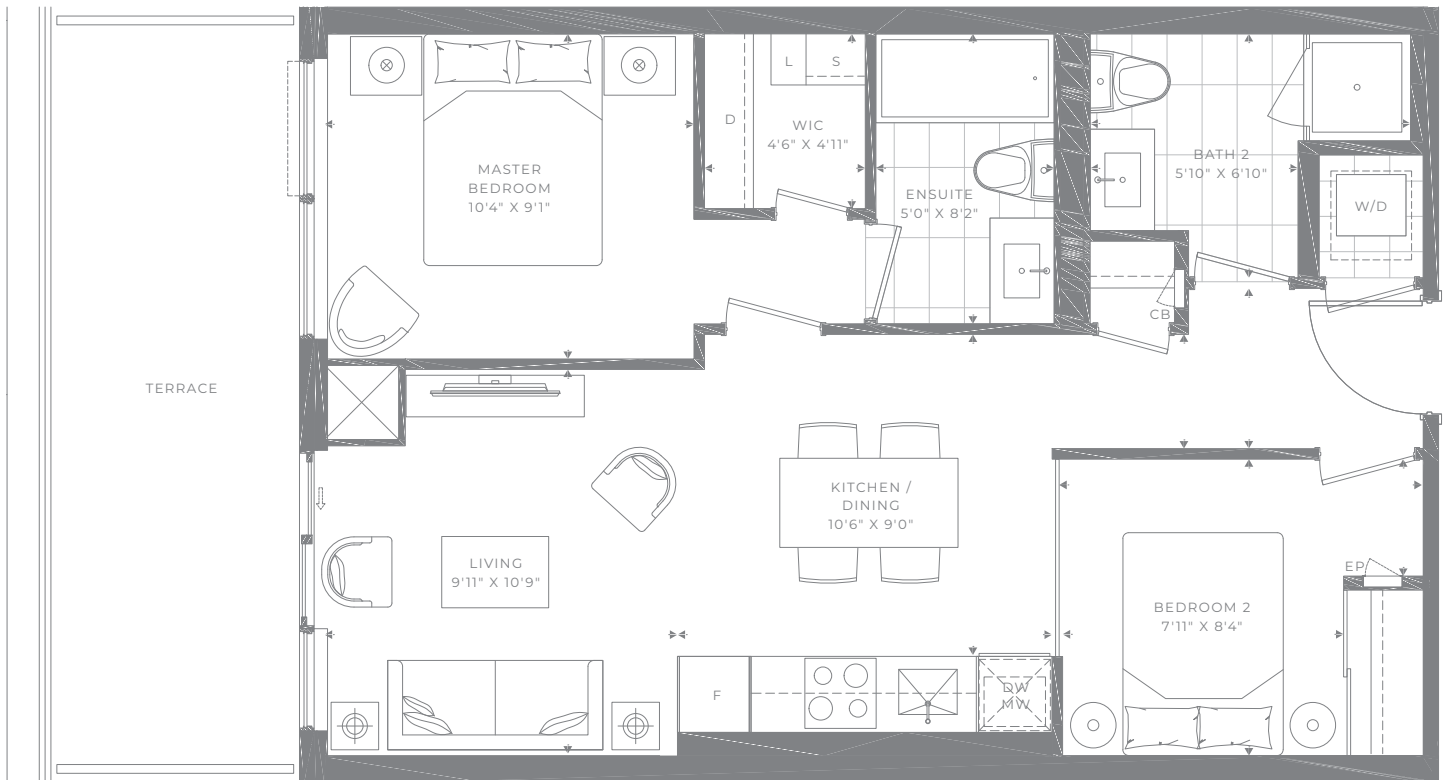 L
S
D
WIC
4'6" X 4'11"
MASTER
BEDROOM
10'4" X 9'1"
ENSUITE
5'0" X 8'2"
BATH 2
5'10" X 6'10"
W/D
CB
TERRACE
KITCHEN /
DINING
10'6" X 9'0"
LIVING
9'11" X 10'9"
EP
BEDROOM 2
7'11" X 8'4"
F
DW
MW